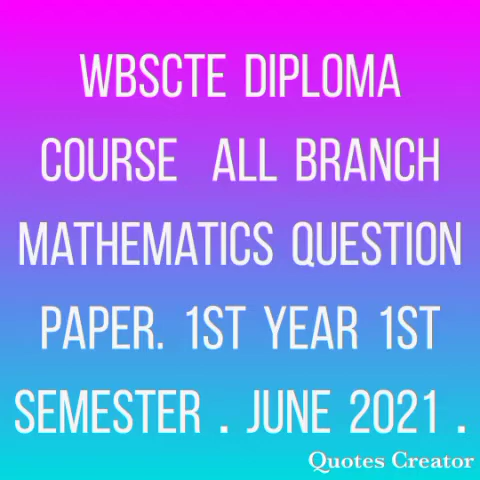 WBSCTE DIPLOMA
COURSE ALL BRANCH
MATHEMATICS QUESTION
PAPER. 1ST YEAR 1ST
SEMESTER . JUNE 2021 .
Quotes Creator